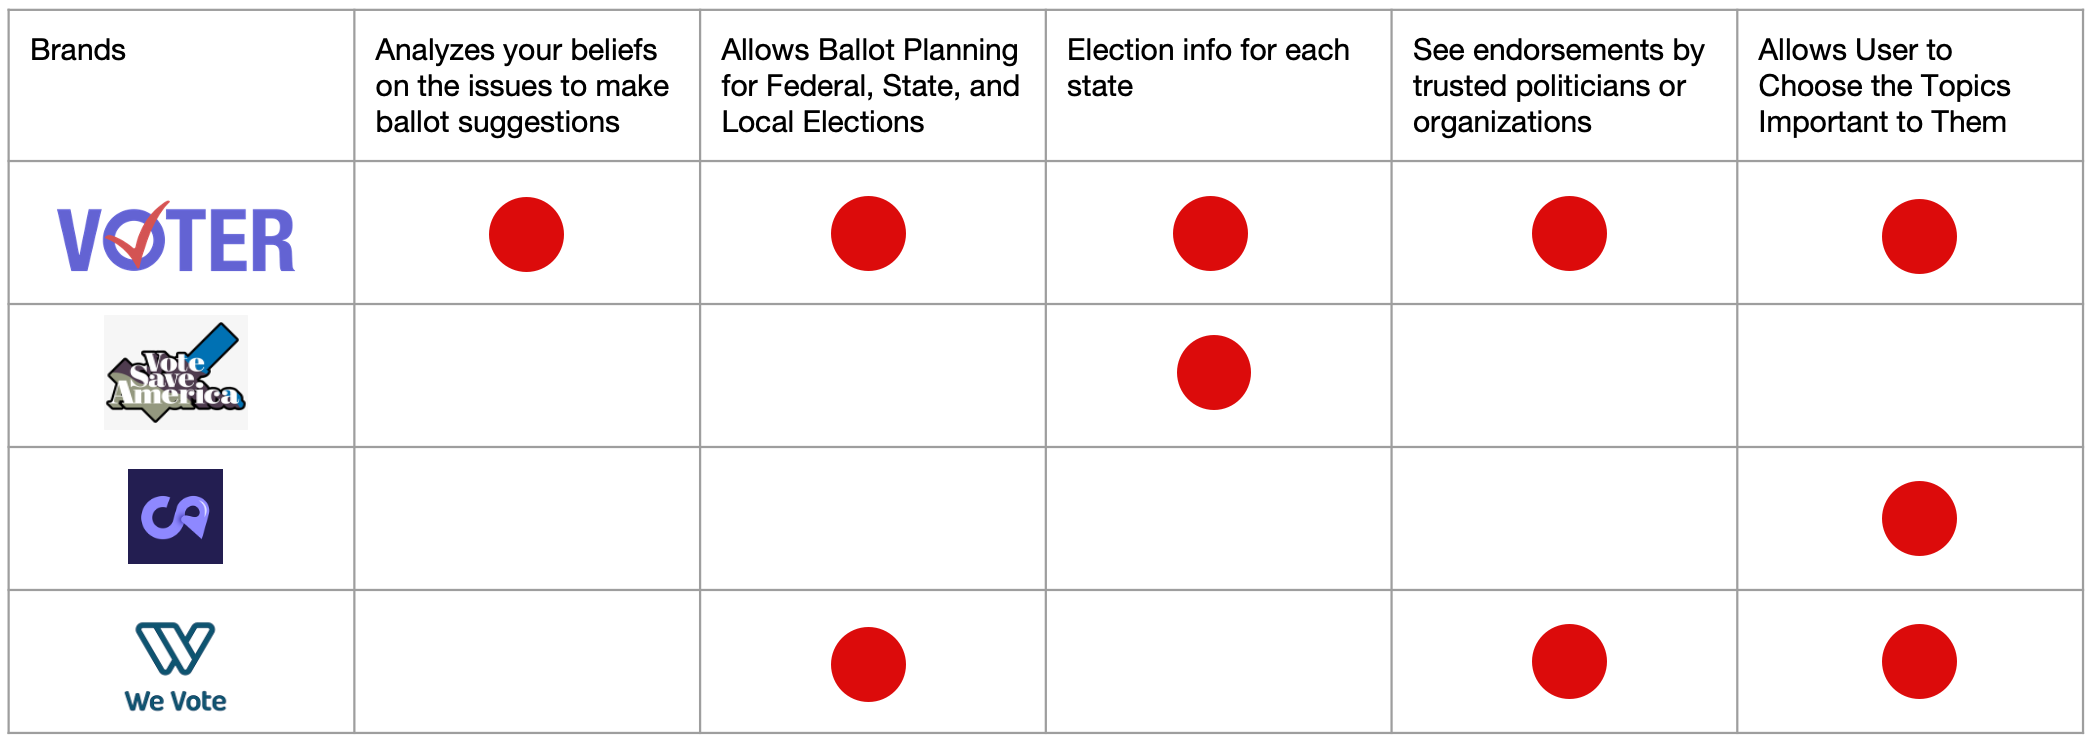 Brands
Analyzes your beliefs
on the issues to make
ballot suggestions
Allows Ballot Planning
for Federal, State, and
Local Elections
Election info for each
state
See endorsements by
trusted politicians or
organizations
Allows User to
Choose the Topics
Important to Them
VOTER
Vote
Save
America
We Vote